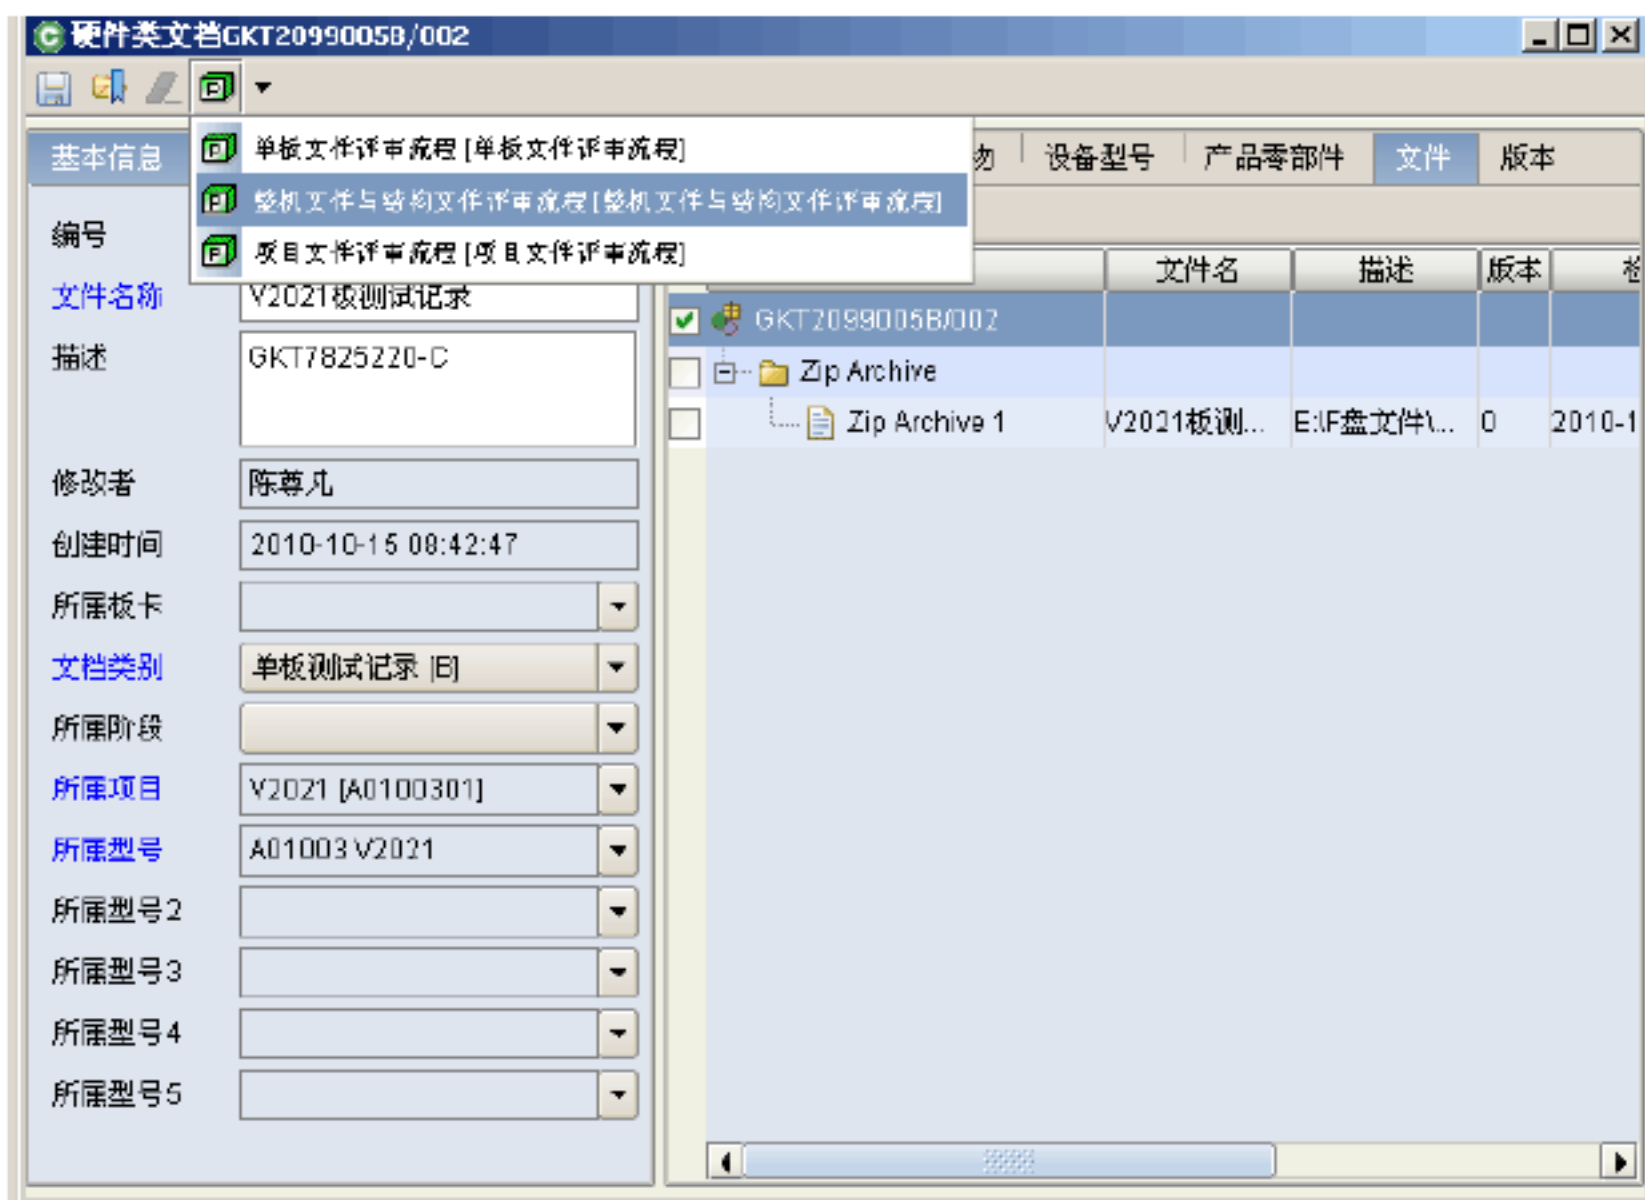 硬件类文档GKT2099005B/002
单板文件评审流程 [单板文件评审流程]
整机文件与结构文件评审流程 [整机文件与结构文件评审流程]
项目文件评审流程 [项目文件评审流程]
基本信息
物 设备型号 产品零部件 文件 版本
编号
文件名称 V2021板测试记录
描述 GKT7825220-C
修改者 陈尊凡
创建时间 2010-10-15 08:42:47
所属板卡
文档类别 单板测试记录 [B]
所属阶段
所属项目 V2021 [A0100301]
所属型号 A01003 V2021
所属型号2
所属型号3
所属型号4
所属型号5
文件名 描述 版本
GKT2099005B/002
Zip Archive
Zip Archive 1 V2021板测... E:\F盘文件\... 0 2010-1